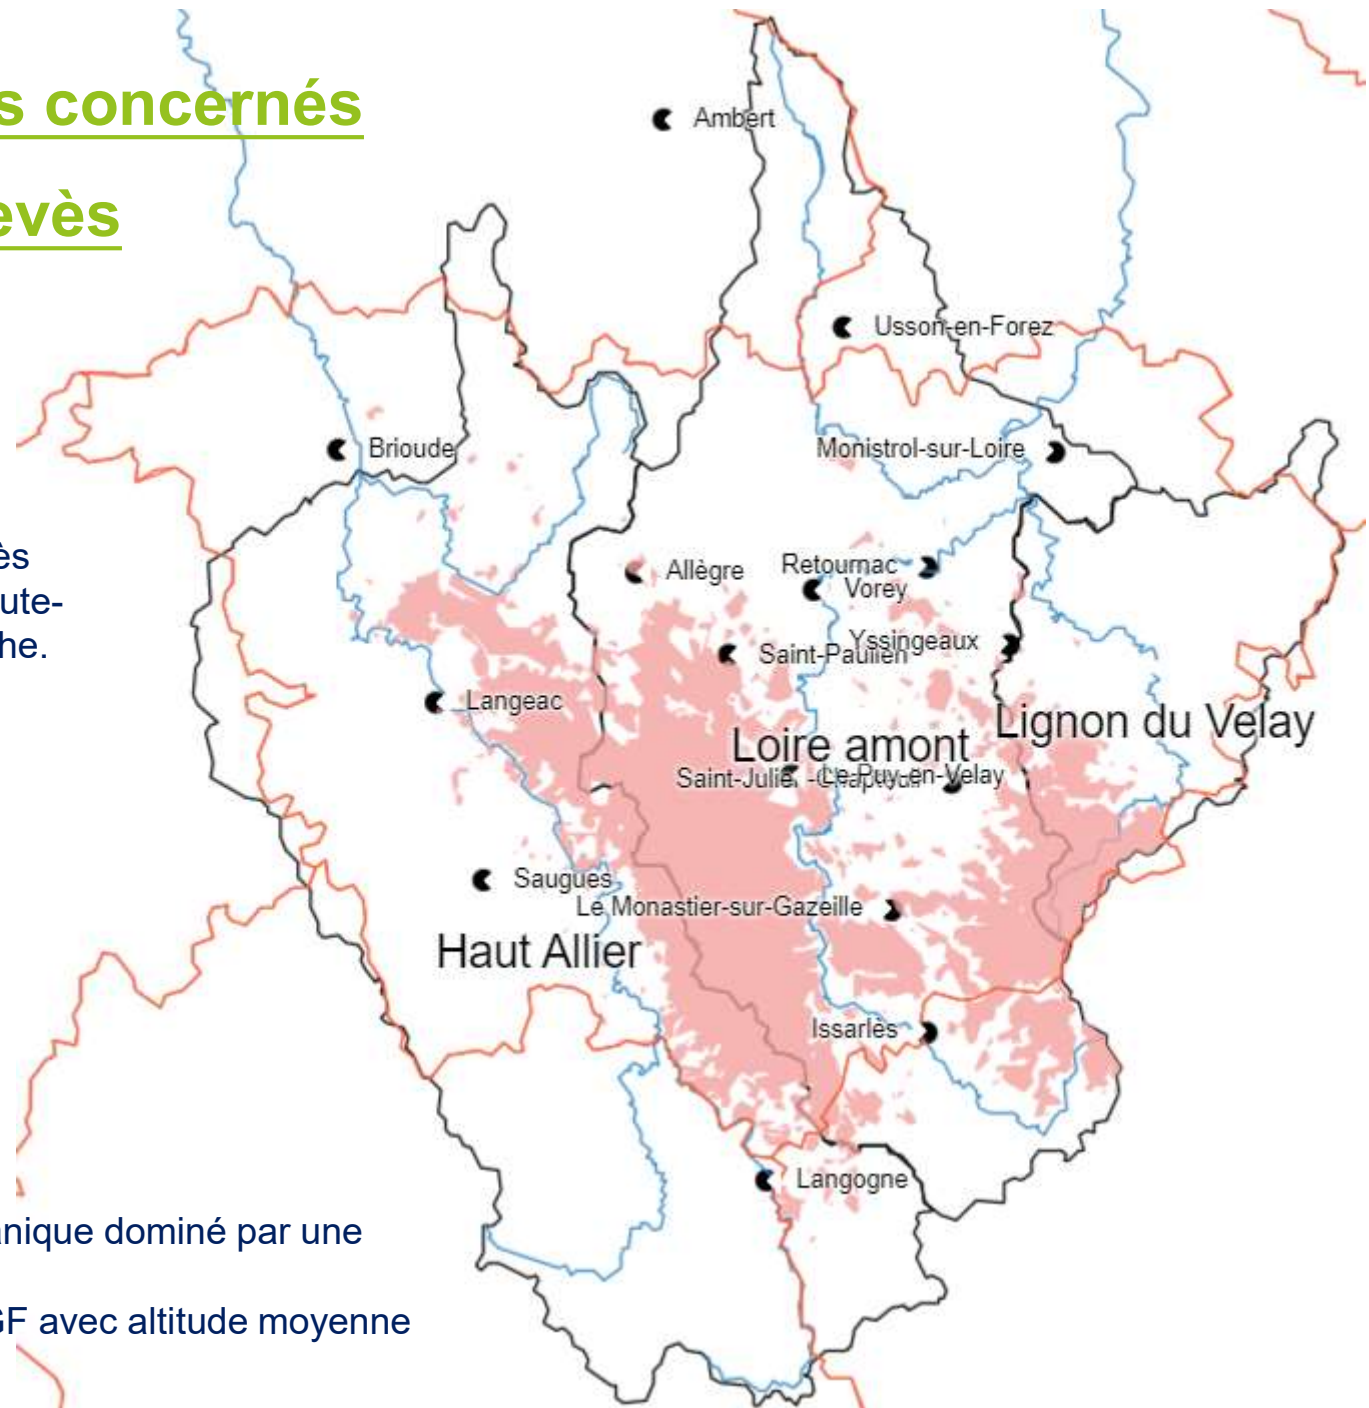 s concernés
evès
ès
ute-
he.
anique dominé par une
GF avec altitude moyenne
Ambert
Usson-en-Forez
Brioude
Monistrol-sur-Loire
Allègre
Retournac
Vorey
Yssingeaux
Saint-Paulien
Langeac
Lignon du Velay
Loire amont
Le-Puy-en-Velay
Saugues
Le Monastier-sur-Gazeille
Haut Allier
Issarlès
Langogne